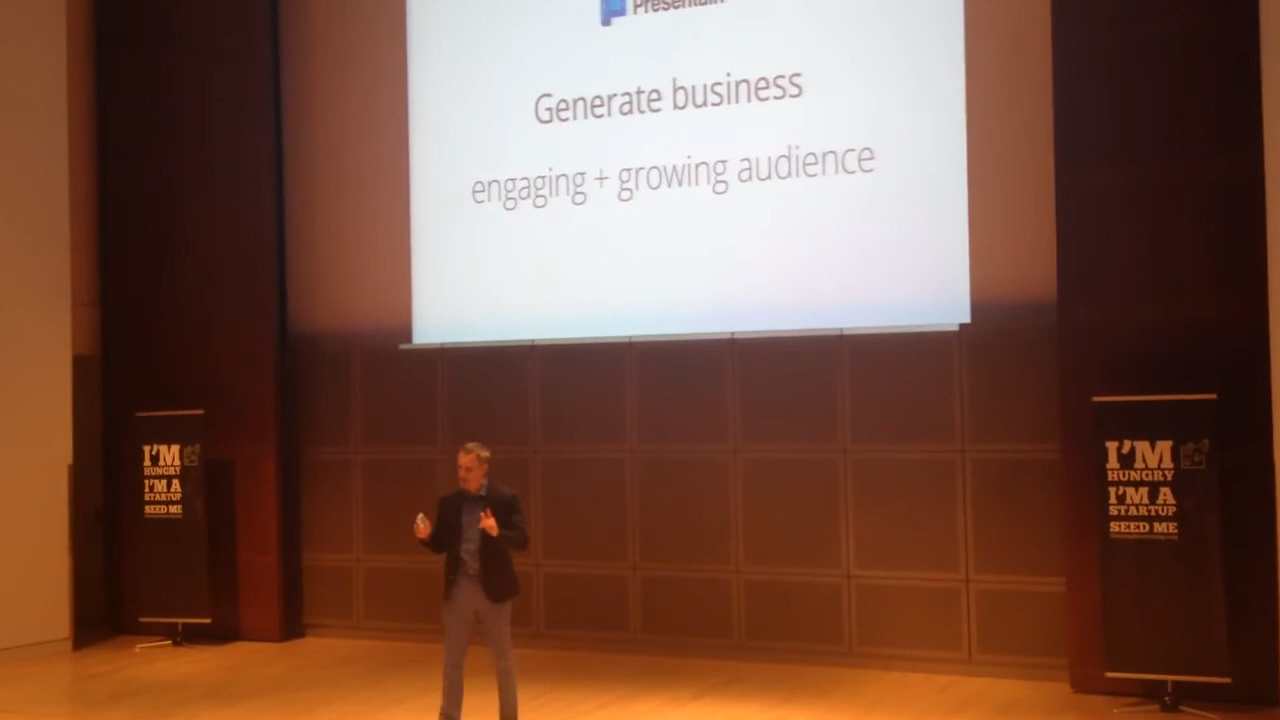 Presentain
Generate business
engaging + growing audience
I'M
HUNGRY
I'M A
STARTUP
SEED ME
I'M
HUNGRY
I'M A
STARTUP
SEED ME